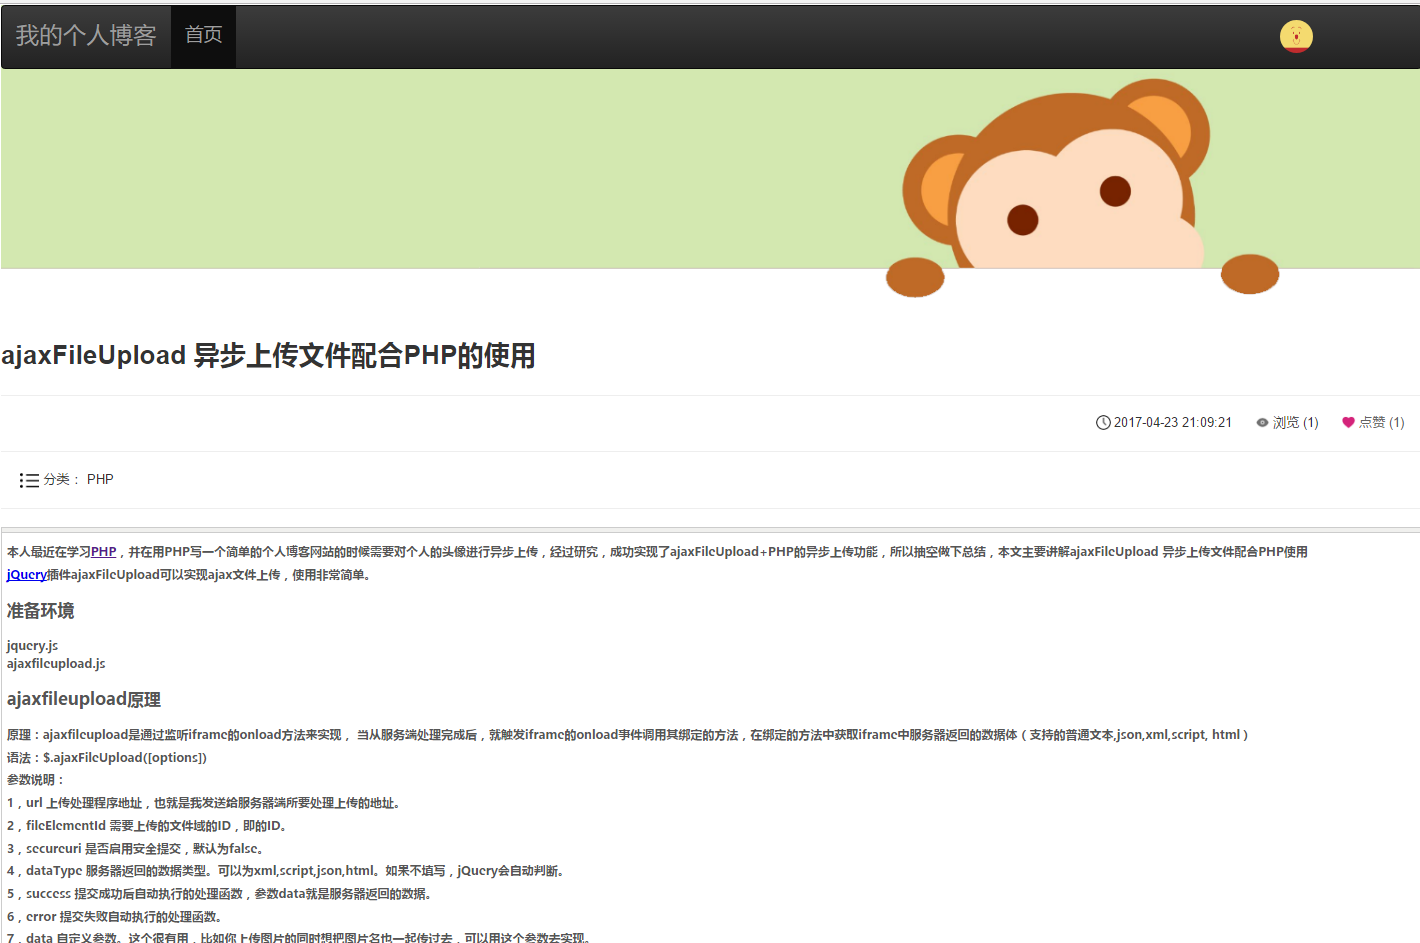 我的个人博客 首页
ajaxFileUpload 异步上传文件配合PHP的使用
2017-04-23 21:09:21 浏览 (1) 点赞 (1)
分类： PHP
本人最近在学习PHP，并在用PHP写一个简单的个人博客网站的时候需要对个人的头像进行异步上传，经过研究，成功实现了ajaxFileUpload+PHP的异步上传功能，所以抽空做下总结，本文主要讲解ajaxFileUpload 异步上传文件配合PHP使用
jQuery插件ajaxFileUpload可以实现ajax文件上传，使用非常简单。
准备环境
jquery.js
ajaxfileupload.js
ajaxfileupload原理
原理：ajaxfileupload是通过监听iframe的onload方法来实现， 当从服务端处理完成后，就触发iframe的onload事件调用其绑定的方法，在绑定的方法中获取iframe中服务器返回的数据体（支持的普通文本,json,xml,script, html）
语法：$.ajaxFileUpload([options])
参数说明：
1，url 上传处理程序地址，也就是我发送给服务器端所要处理上传的地址。
2，fileElementId 需要上传的文件域的ID，即的ID。
3，secureuri 是否启用安全提交，默认为false。
4，dataType 服务器返回的数据类型。可以为xml,script,json,html。如果不填写，jQuery会自动判断。
5，success 提交成功后自动执行的处理函数，参数data就是服务器返回的数据。
6，error 提交失败自动执行的处理函数。
7，data 自定义参数。这个很有用，比如你上传图片的同时想把图片名也一起传过去，可以用这个参数去实现。